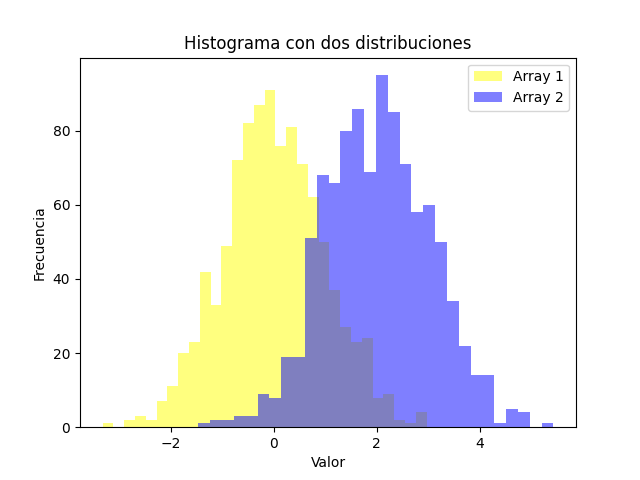 Histograma con dos distribuciones
Array 1
Array 2
Frecuencia
80
60
40
20
0
−2
0
2
4
Valor